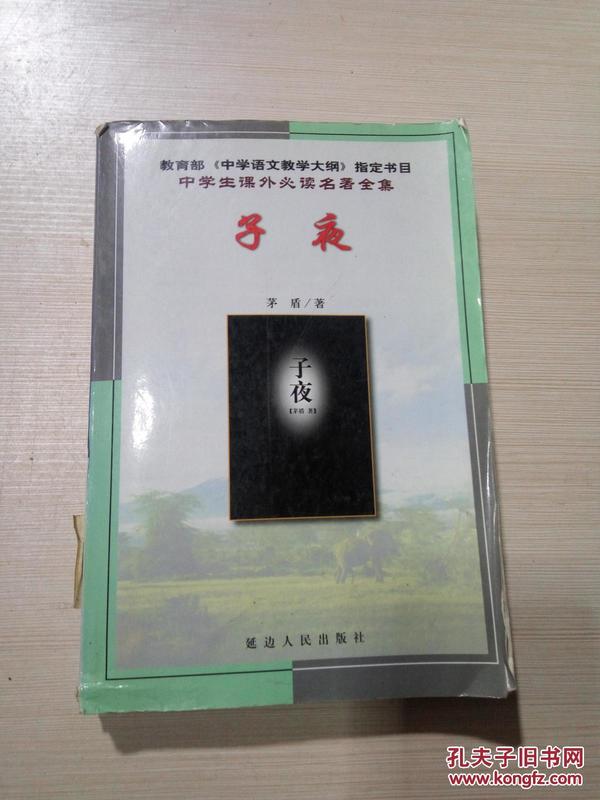 教育部《中学语文教学大纲》指定书目
中学生课外必读名著全集
子 夜
茅 盾/著
子
夜
【茅盾 著】
延边人民出版社
孔夫子旧书网
www.kongfz.com